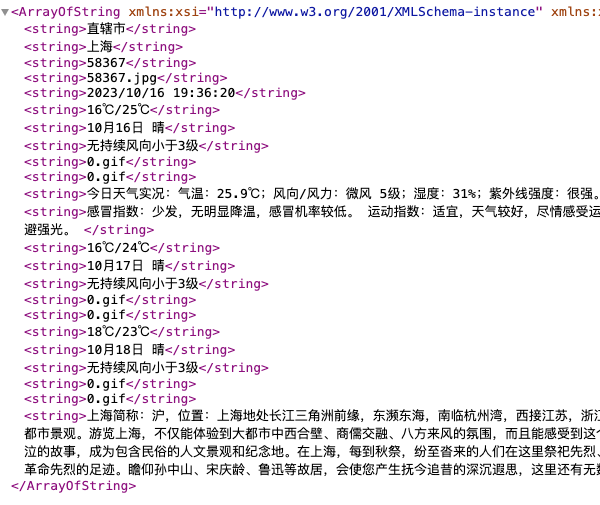 <ArrayOfString xmlns:xsi="http://www.w3.org/2001/XMLSchema-instance" xmlns:
<string>直辖市</string>
<string>上海</string>
<string>58367</string>
<string>58367.jpg</string>
<string>2023/10/16 19:36:20</string>
<string>16℃/25℃</string>
<string>10月16日 晴</string>
<string>无持续风向小于3级</string>
<string>0.gif</string>
<string>0.gif</string>
<string>今日天气实况：气温：25.9℃；风向/风力：微风 5级；湿度：31%；紫外线强度：很强。
<string>感冒指数：少发，无明显降温，感冒机率较低。 运动指数：适宜，天气较好，尽情感受运
避强光。 </string>
<string>16℃/24℃</string>
<string>10月17日 晴</string>
<string>无持续风向小于3级</string>
<string>0.gif</string>
<string>0.gif</string>
<string>18℃/23℃</string>
<string>10月18日 晴</string>
<string>无持续风向小于3级</string>
<string>0.gif</string>
<string>0.gif</string>
<string>上海简称：沪，位置：上海地处长江三角洲前缘，东濒东海，南临杭州湾，西接江苏，浙江
都市景观。游览上海，不仅能体验到大都市中西合壁、商儒交融、八方来风的氛围，而且能感受到这个
泣的故事，成为包含民俗的人文景观和纪念地。在上海，每到秋祭，纷至沓来的人们在这里祭祀先烈、
革命先烈的足迹。瞻仰孙中山、宋庆龄、鲁迅等故居，会使您产生抚今追昔的深沉遐思，这里还有无数
</ArrayOfString>